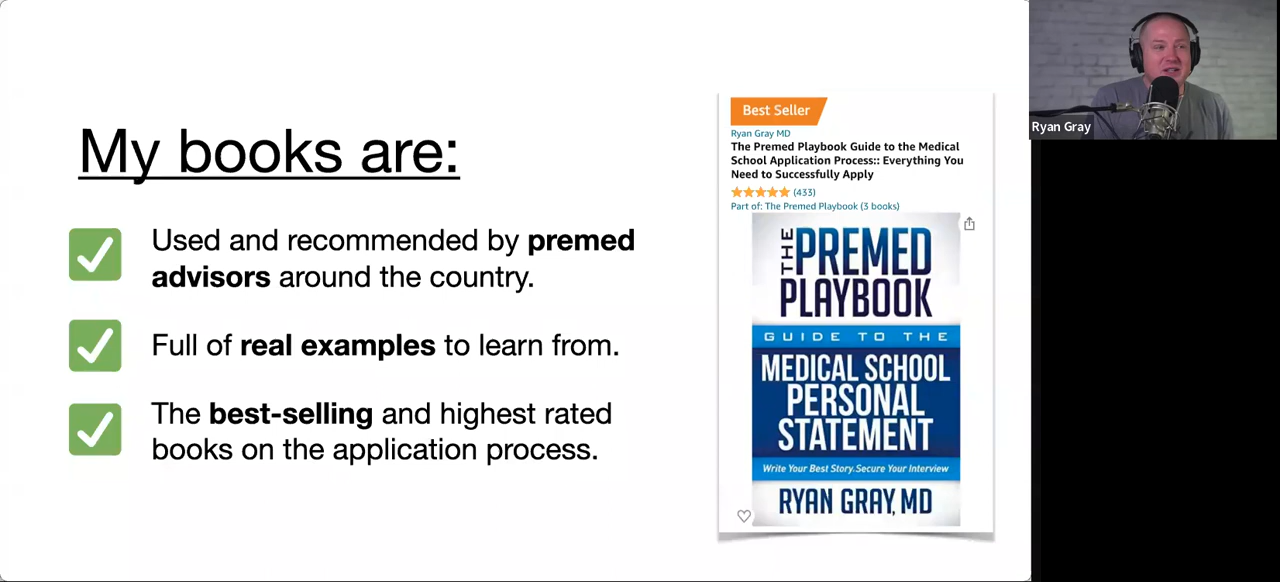 My books are:
Used and recommended by premed
advisors around the country.
Full of real examples to learn from.
The best-selling and highest rated
books on the application process.
Best Seller
Ryan Gray MD
The Premed Playbook Guide to the Medical
School Application Process:: Everything You
Need to Successfully Apply
(433)
Part of: The Premed Playbook (3 books)
THE
PREMED
PLAYBOOK
GUIDE TO THE
MEDICAL SCHOOL
PERSONAL
STATEMENT
Write Your Best Story. Secure Your Interview
RYAN GRAY, MD
Ryan Gray